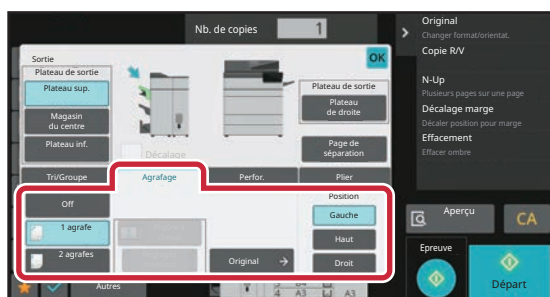 Nb. de copies
1
OK
Sortie
Plateau de sortie
Plateau sup.
Magasin
du centre
Plateau inf.
Décalage
Plateau de sortie
Plateau
de droite
Page de
séparation
Tri/Groupe
Agrafage
Perfor.
Plier
Off
1 agrafe
2 agrafes
Original
Position
Gauche
Haut
Droit
Autres
A3
A3
Original
Changer format/orientat.
Copie R/V
N-Up
Plusieurs pages sur une page
Décalage marge
Décaler position pour marge
Effacement
Effacer ombre
Aperçu
CA
Epreuve
Départ